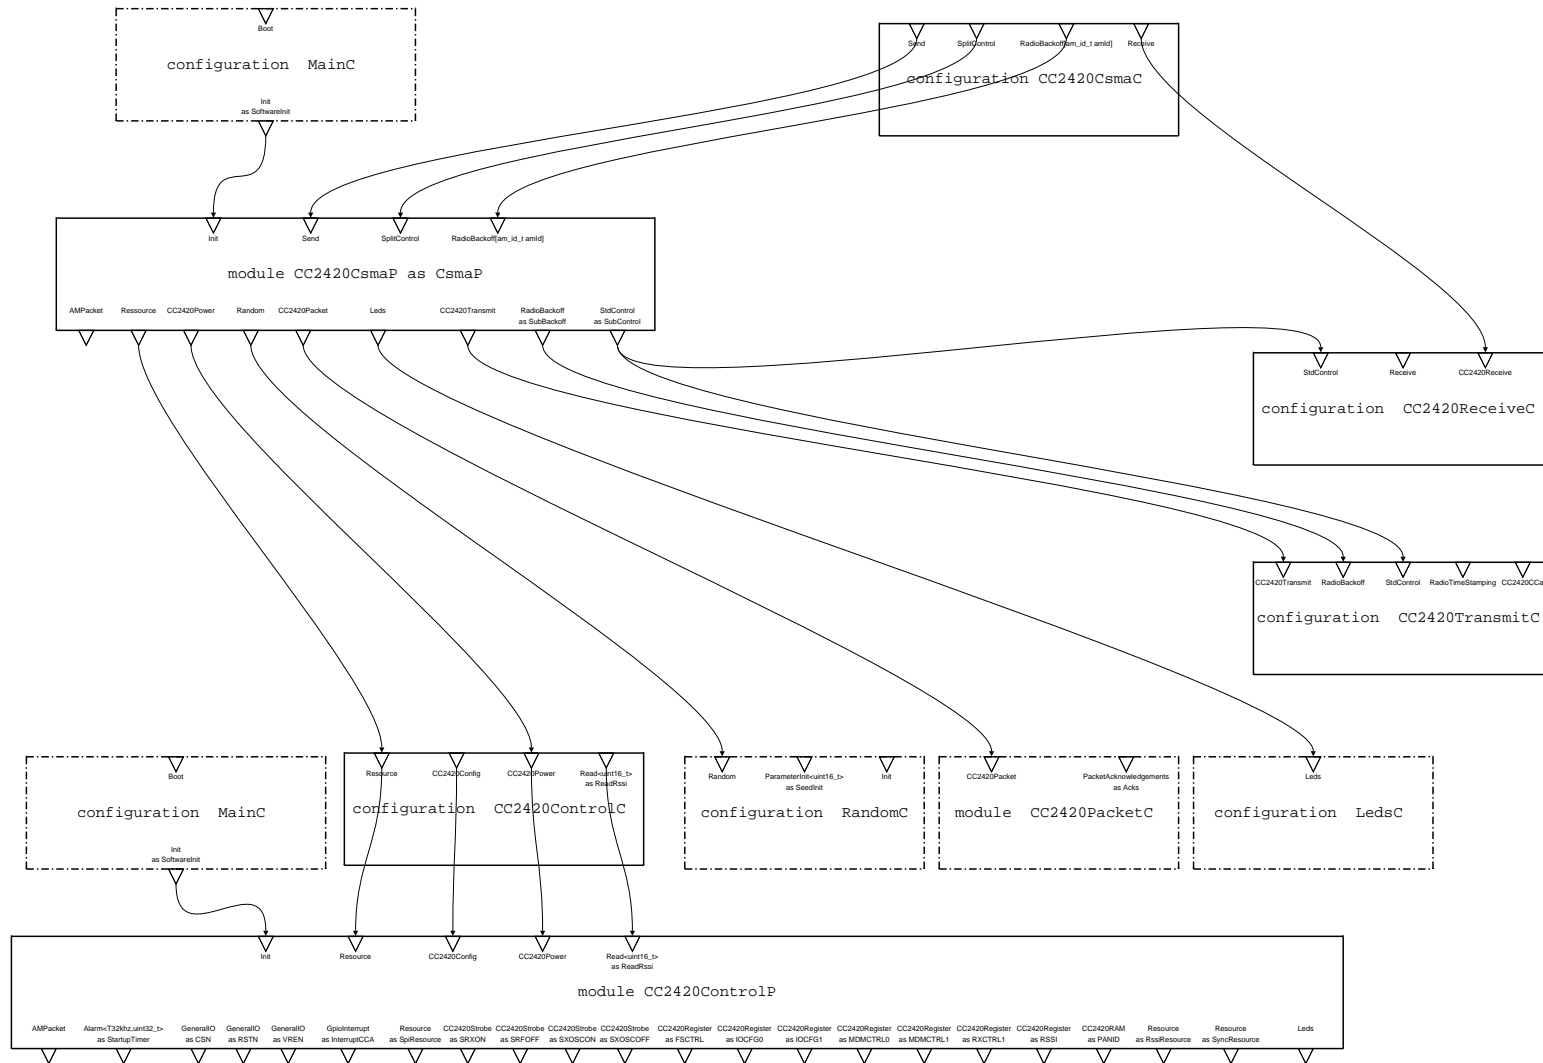 Boot
configuration MainC
Init
as SoftwareInit
Send SplitControl RadioBackoff[am_id_t amId] Receive
configuration CC2420CsmaC
Init Send SplitControl RadioBackoff[am_id_t amId]
module CC2420CsmaP as CsmaP
AMPacket Ressource CC2420Power Random CC2420Packet Leds CC2420Transmit RadioBackoff StdControl
as SubBackoff as SubControl
StdControl Receive CC2420Receive
configuration CC2420ReceiveC
CC2420Transmit RadioBackoff StdControl RadioTimeStamping CC2420CCa
configuration CC2420TransmitC
Boot
configuration MainC
Init
as SoftwareInit
Resource CC2420Config CC2420Power Read<uint16_t>
as ReadRssi
configuration CC2420ControlC
Random ParameterInit<uint16_t> Init
as SeedInit
configuration RandomC
CC2420Packet PacketAcknowledgements
as Acks
module CC2420PacketC
Leds
configuration LedsC
Init Resource CC2420Config CC2420Power Read<uint16_t>
as ReadRssi
module CC2420ControlP
AMPacket Alarm<T32khz,uint32_t> GeneralIO GeneralIO GeneralIO GpioInterrupt Resource CC2420Strobe CC2420Strobe CC2420Strobe CC2420Strobe CC2420Register CC2420Register CC2420Register CC2420Register CC2420Register CC2420Register CC2420Register CC2420RAM Resource Resource Leds
as StartupTimer as CSN as RSTN as VREN as InterruptCCA as SpiResource as SRXON as SRFOFF as SXOSCON as SXOSCOFF as FSCTRL as IOCFG0 as IOCFG1 as MDMCTRL0 as MDMCTRL1 as RXCTRL1 as RSSI as PANID as RssiResource as SyncResource